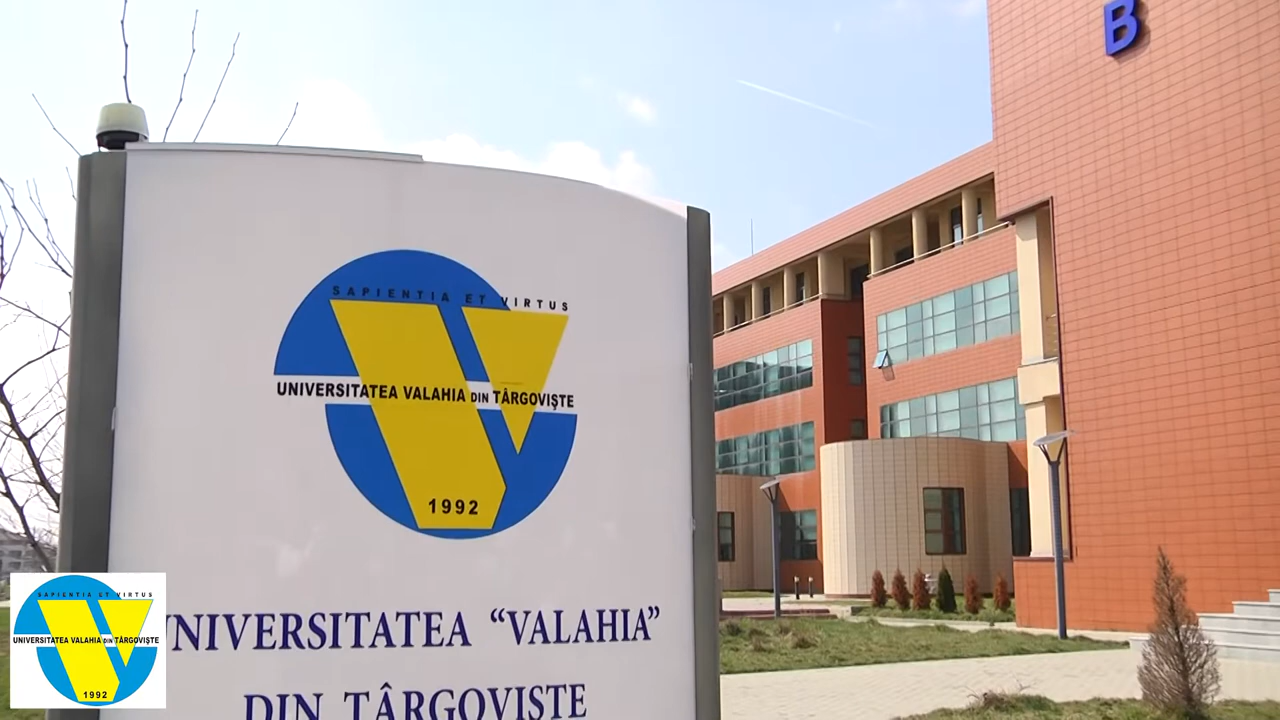 B
SAPIENTIA ET VIRTUS
UNIVERSITATEA VALAHIA DIN TÂRGOVIȘTE
1992
UNIVERSITATEA “VALAHIA”
DIN TÂRGOVIȘTE
SAPIENTIA ET VIRTUS
UNIVERSITATEA VALAHIA DIN TÂRGOVIȘTE
1992